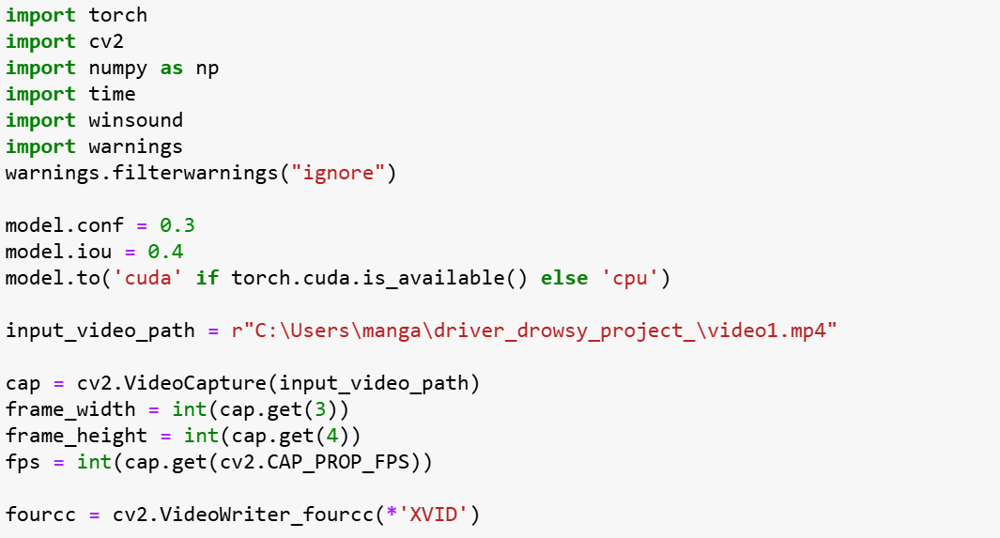 import torch
import cv2
import numpy as np
import time
import winsound
import warnings
warnings.filterwarnings("ignore")
model.conf = 0.3
model.iou = 0.4
model.to('cuda' if torch.cuda.is_available() else 'cpu')
input_video_path = r"C:\Users\manga\driver_drowsy_project_\video1.mp4"
cap = cv2.VideoCapture(input_video_path)
frame_width = int(cap.get(3))
frame_height = int(cap.get(4))
fps = int(cap.get(cv2.CAP_PROP_FPS))
fourcc = cv2.VideoWriter_fourcc(*'XVID')